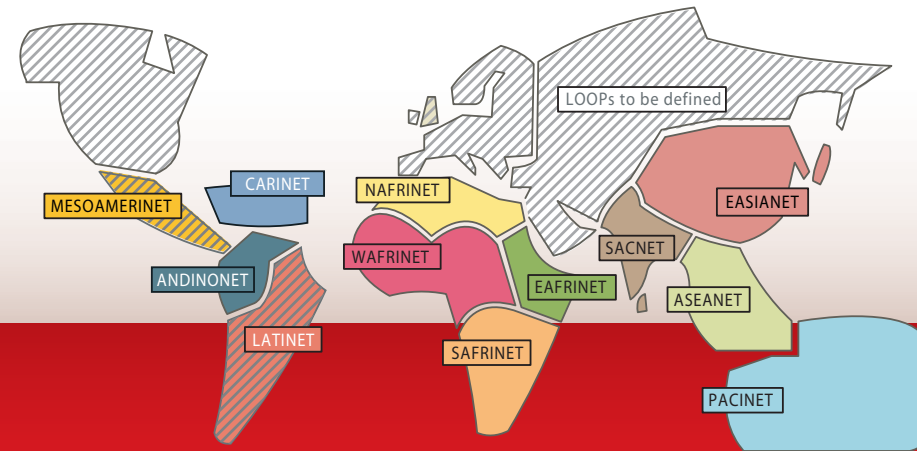 LOOPs to be defined
CARINET
NAFRINET
MESOAMERINET
EASIANET
SACNET
WAFRINET
ANDINONET
EAFRINET
ASEANET
LATINET
SAFRINET
PACINET